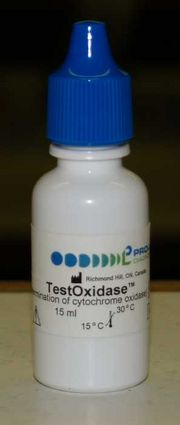 PRO
Richmond Hill, ON, Canada
TestOxidase™
mination of cytochrome oxidase
15 ml
30°C
15°C